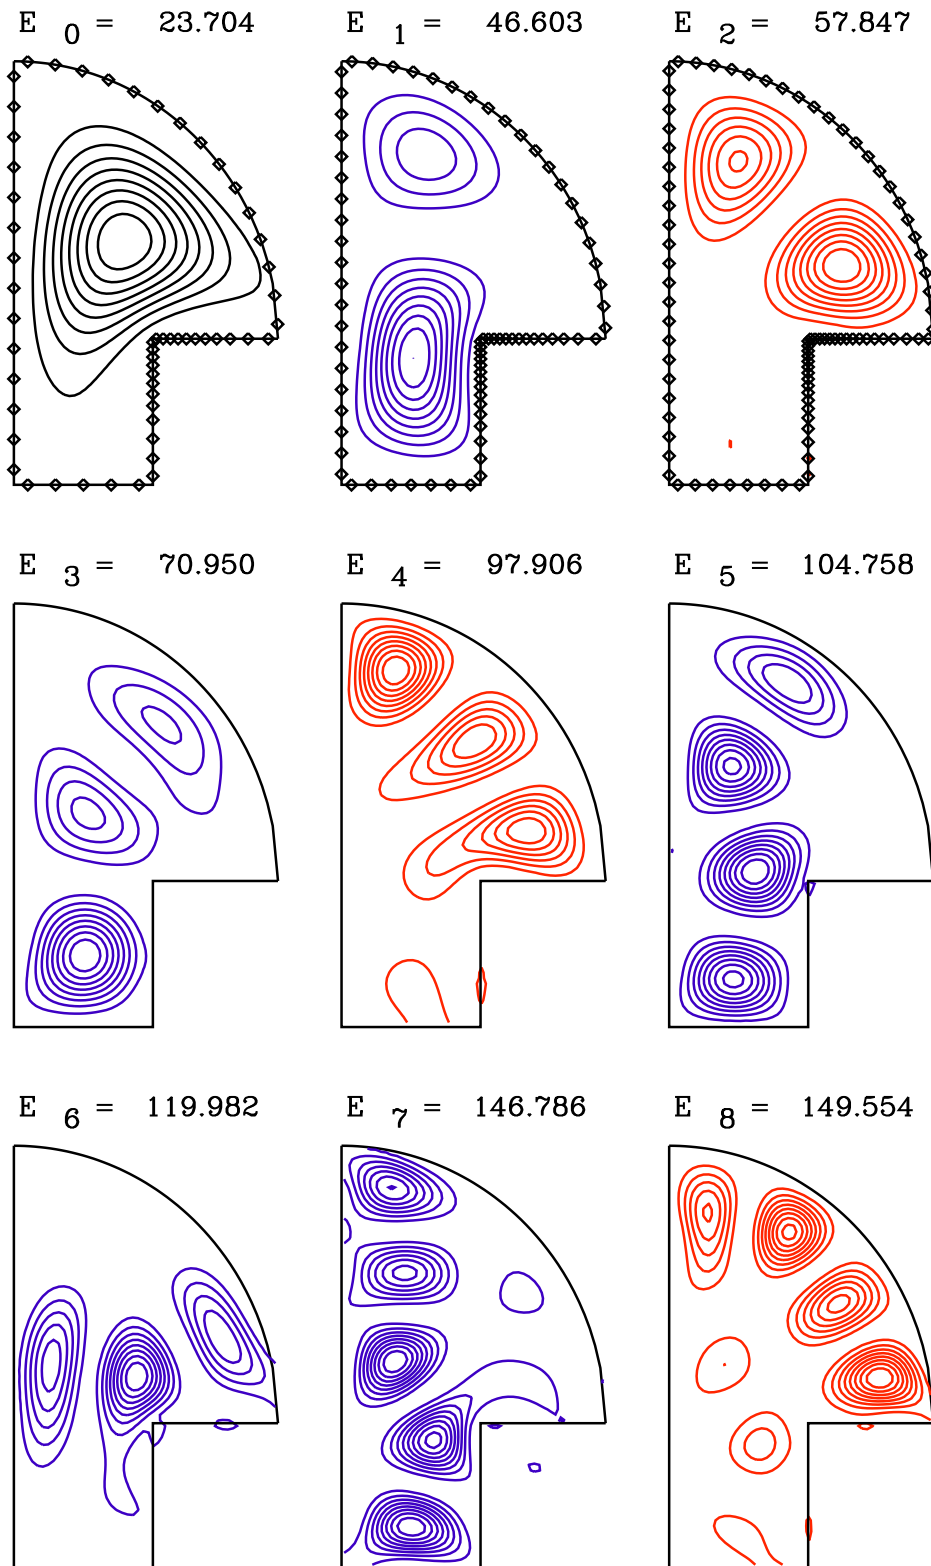 E 0 = 23.704
E 1 = 46.603
E 2 = 57.847
E 3 = 70.950
E 4 = 97.906
E 5 = 104.758
E 6 = 119.982
E 7 = 146.786
E 8 = 149.554